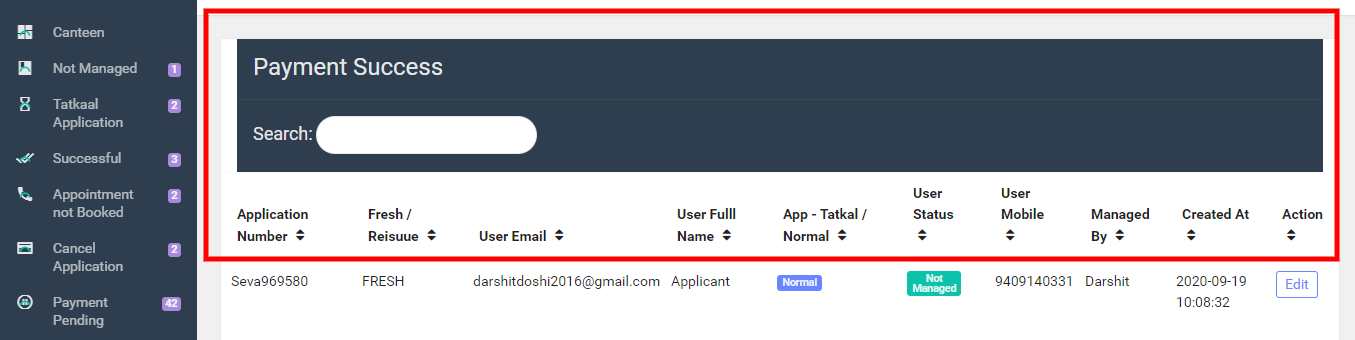 Canteen
Not Managed 1
Tatkaal 2
Application
Successful 3
Appointment 2
not Booked
Cancel 2
Application
Payment 42
Pending
Payment Success
Search:
Application
Number
Fresh /
Reisuue
User Email
User Fulll
Name
App - Tatkal /
Normal
User
Status
User
Mobile
Managed
By
Created At
Action
Seva969580
FRESH
darshitdoshi2016@gmail.com
Applicant
Normal
Not
Managed
9409140331
Darshit
2020-09-19
10:08:32
Edit